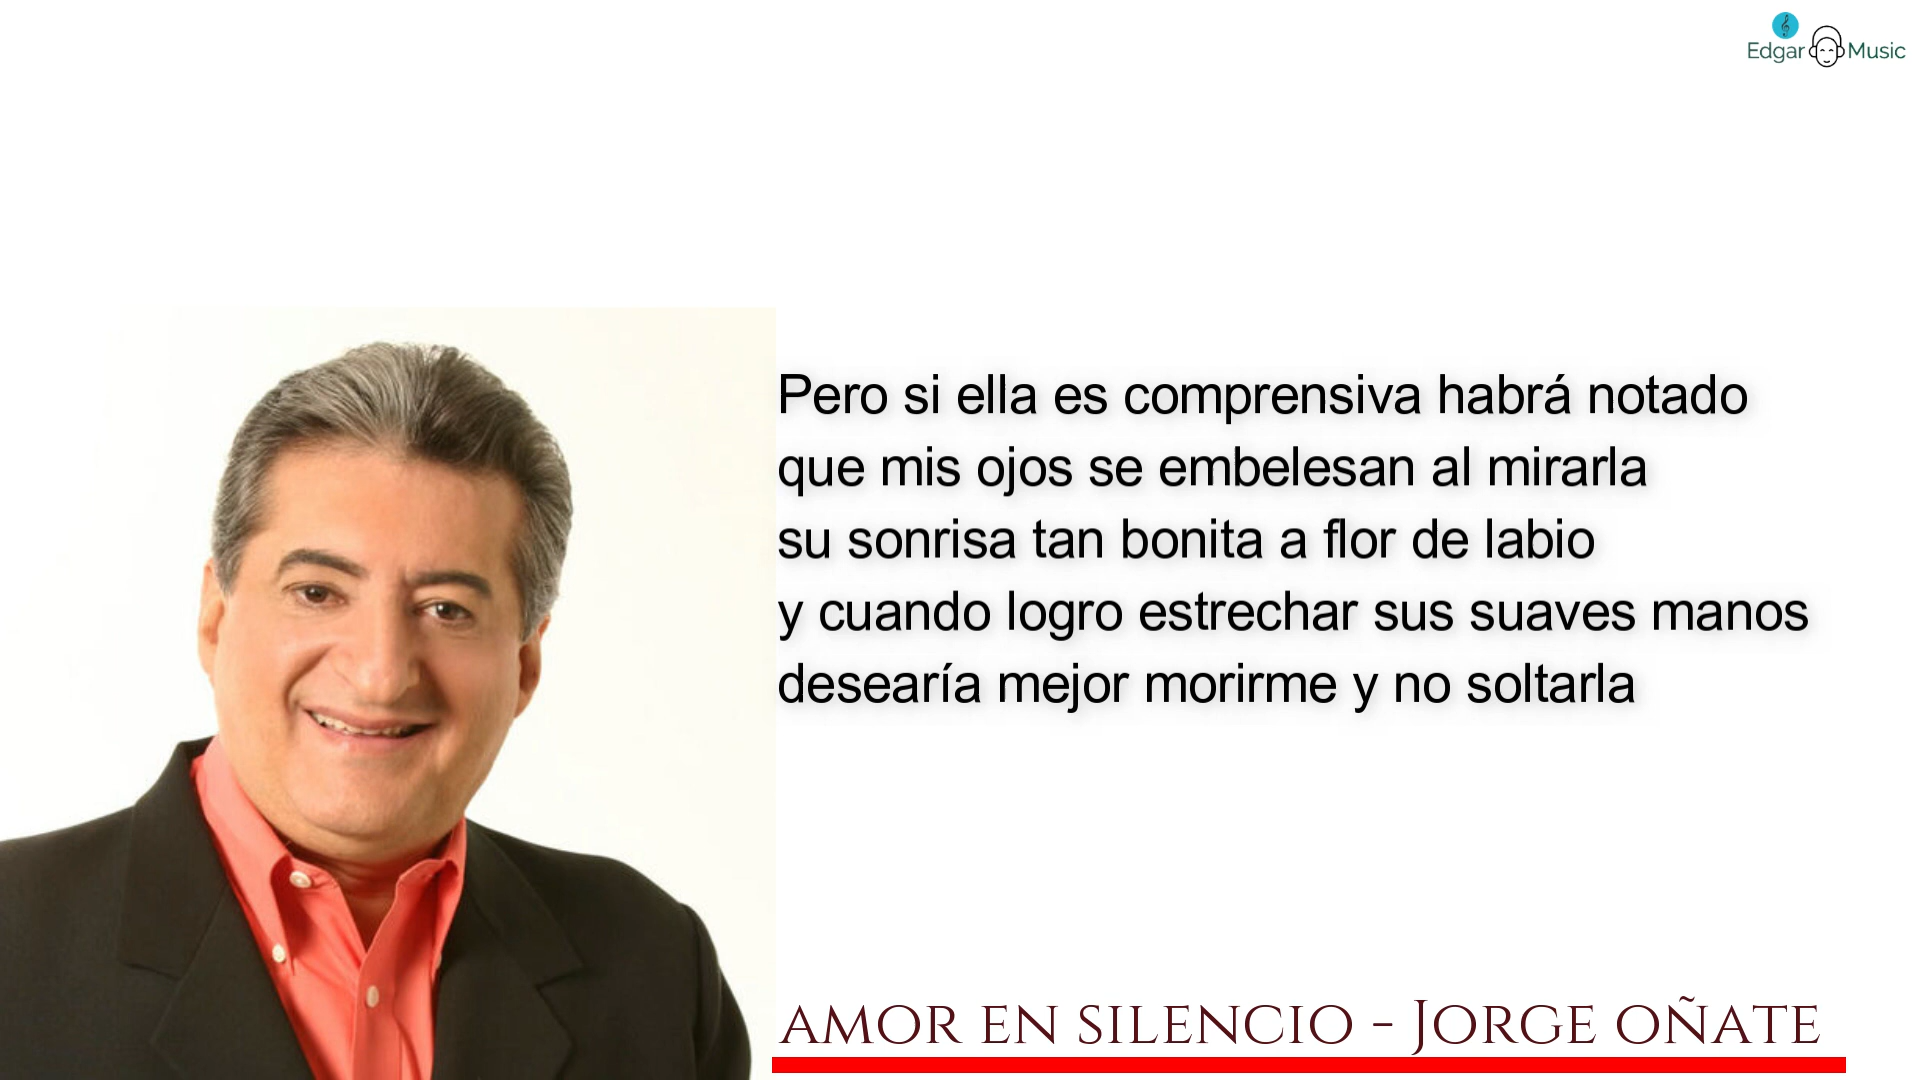 Edgar Music
Pero si ella es comprensiva habrá notado
que mis ojos se embelesan al mirarla
su sonrisa tan bonita a flor de labio
y cuando logro estrechar sus suaves manos
desearía mejor morirme y no soltarla
AMOR EN SILENCIO - JORGE OÑATE